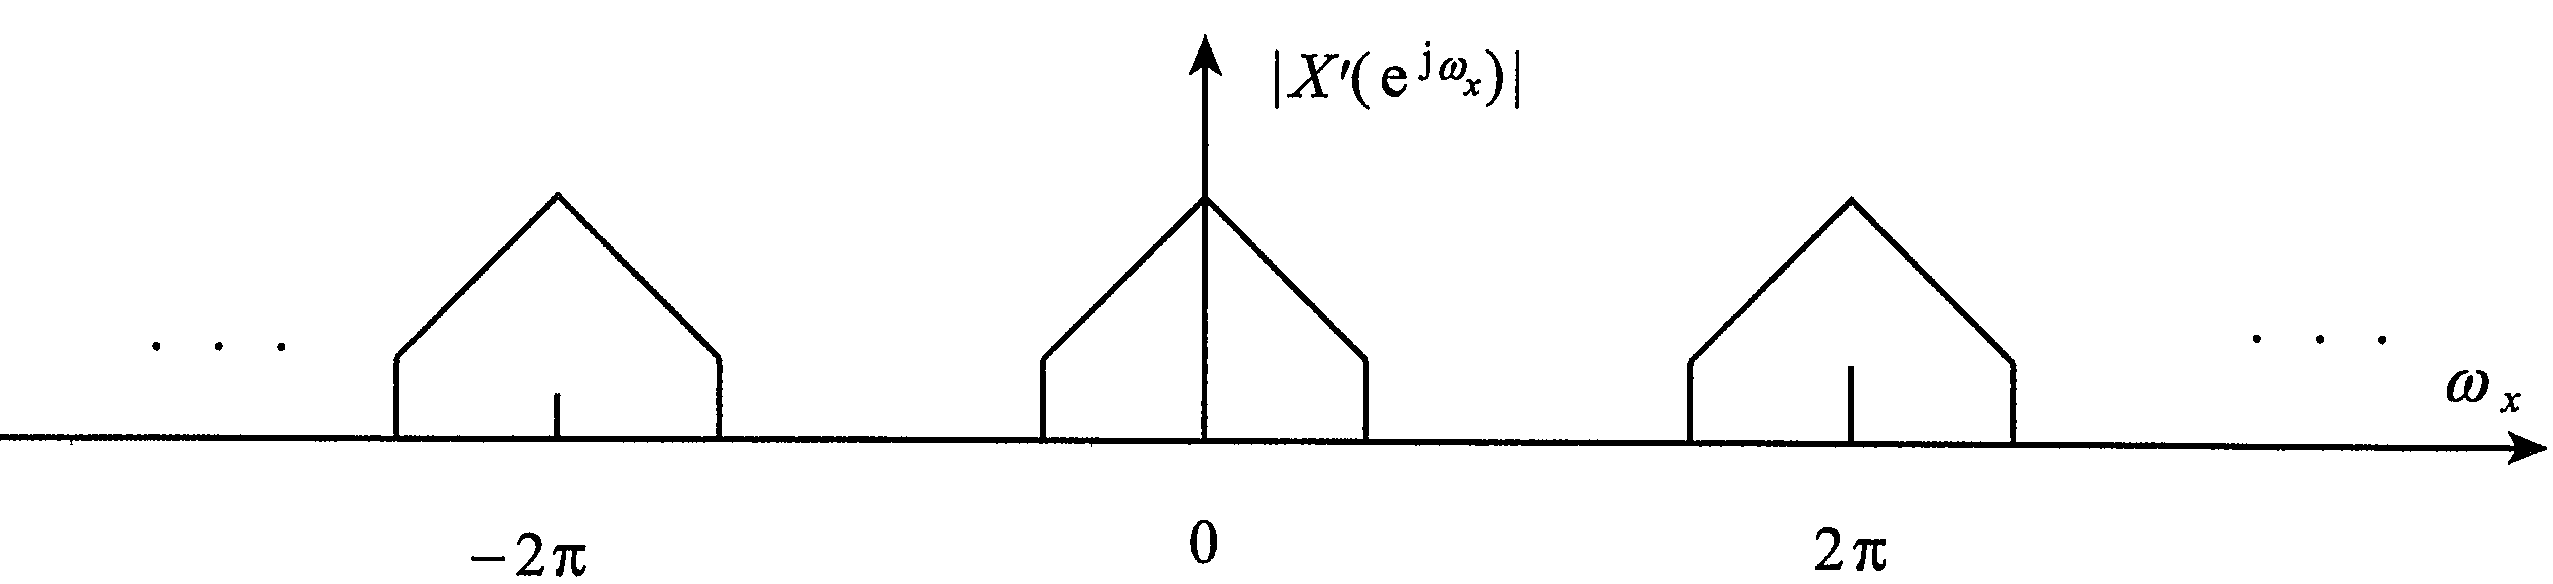 |X′(e^{jω_x})|
. . .
. . .
ω_x
−2π
0
2π